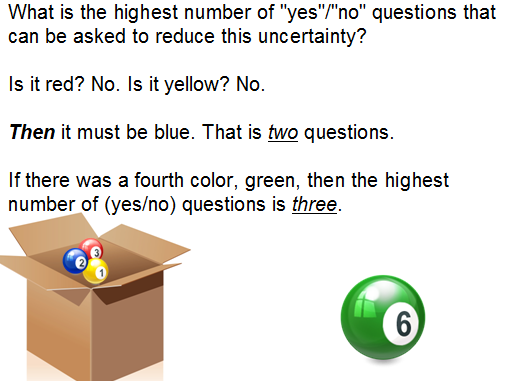 What is the highest number of "yes"/"no" questions that
can be asked to reduce this uncertainty?
Is it red? No. Is it yellow? No.
Then it must be blue. That is two questions.
If there was a fourth color, green, then the highest
number of (yes/no) questions is three.
3
2
1
6